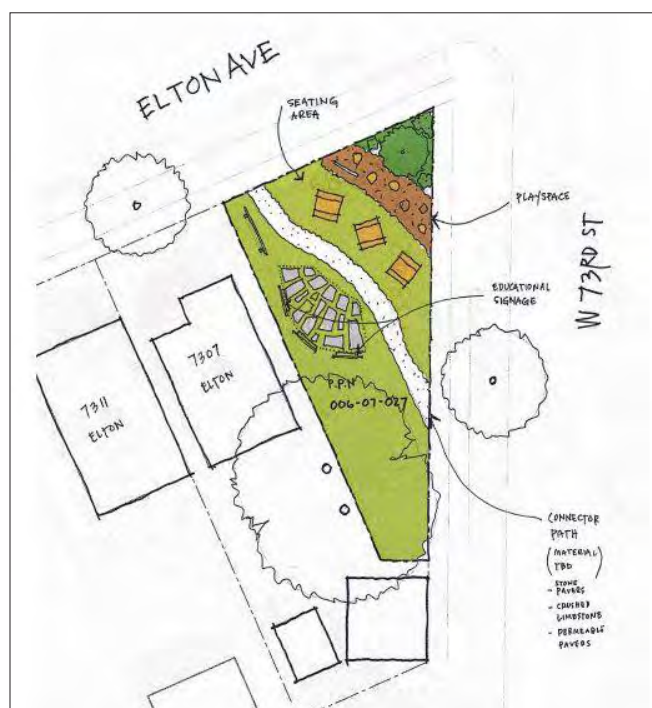 ELTON AVE
SEATING
AREA
PLAYSPACE
W 73RD ST
EDUCATIONAL
SIGNAGE
7307
ELTON
7311
ELTON
P.P.N
006-07-027
CONNECTOR
PATH
(MATERIAL
TBD)
STONE
- PAVERS
- CRUSHED
LIMESTONE
- PERMEABLE
PAVEOS